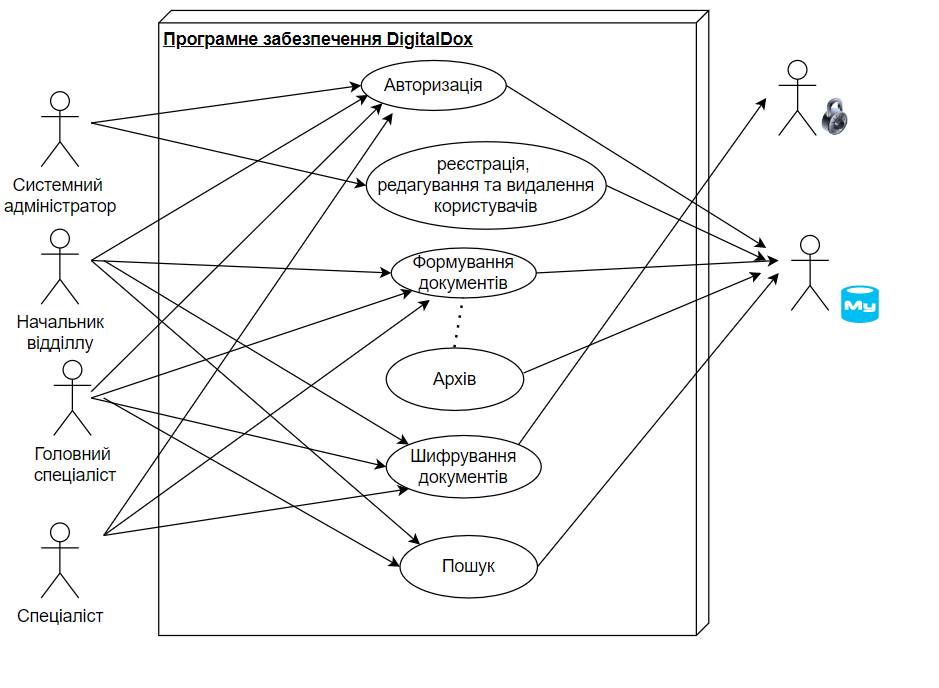 Програмне забезпечення DigitalDox
Авторизація
реєстрація,
редагування та видалення
користувачів
Формування
документів
Архів
Шифрування
документів
Пошук
Системний
адміністратор
Начальник
відділлу
Головний
спеціаліст
Спеціаліст
My